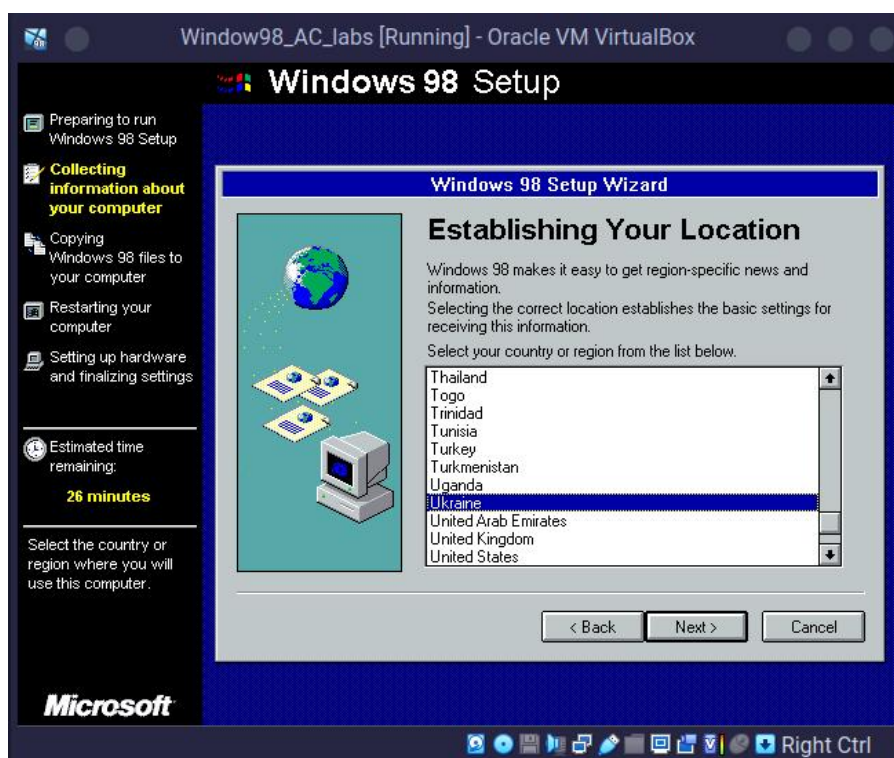 Window98_AC_labs [Running] - Oracle VM VirtualBox
Windows 98 Setup
Preparing to run
Windows 98 Setup
Collecting
information about
your computer
Copying
Windows 98 files to
your computer
Restarting your
computer
Setting up hardware
and finalizing settings
Estimated time
remaining:
26 minutes
Select the country or
region where you will
use this computer.
Microsoft
Windows 98 Setup Wizard
Establishing Your Location
Windows 98 makes it easy to get region-specific news and
information.
Selecting the correct location establishes the basic settings for
receiving this information.
Select your country or region from the list below.
Thailand
Togo
Trinidad
Tunisia
Turkey
Turkmenistan
Uganda
Ukraine
United Arab Emirates
United Kingdom
United States
< Back
Next >
Cancel
Right Ctrl